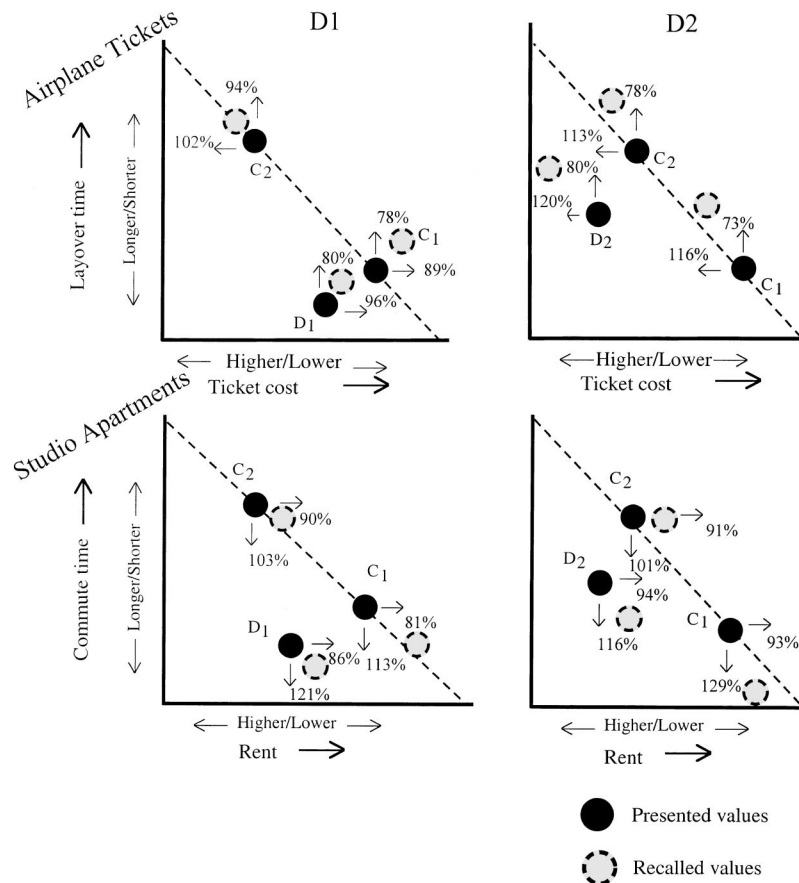 D1
D2
Airplane Tickets
Layover time
Longer/Shorter
94%
102%
C2
78%
C1
80%
89%
96%
D1
Higher/Lower
Ticket cost
78%
113%
C2
80%
120%
D2
73%
116%
C1
Higher/Lower
Ticket cost
Studio Apartments
Commute time
Longer/Shorter
C2
90%
103%
C1
D1
81%
86%
113%
121%
Higher/Lower
Rent
C2
91%
101%
D2
94%
C1
116%
93%
129%
Higher/Lower
Rent
Presented values
Recalled values